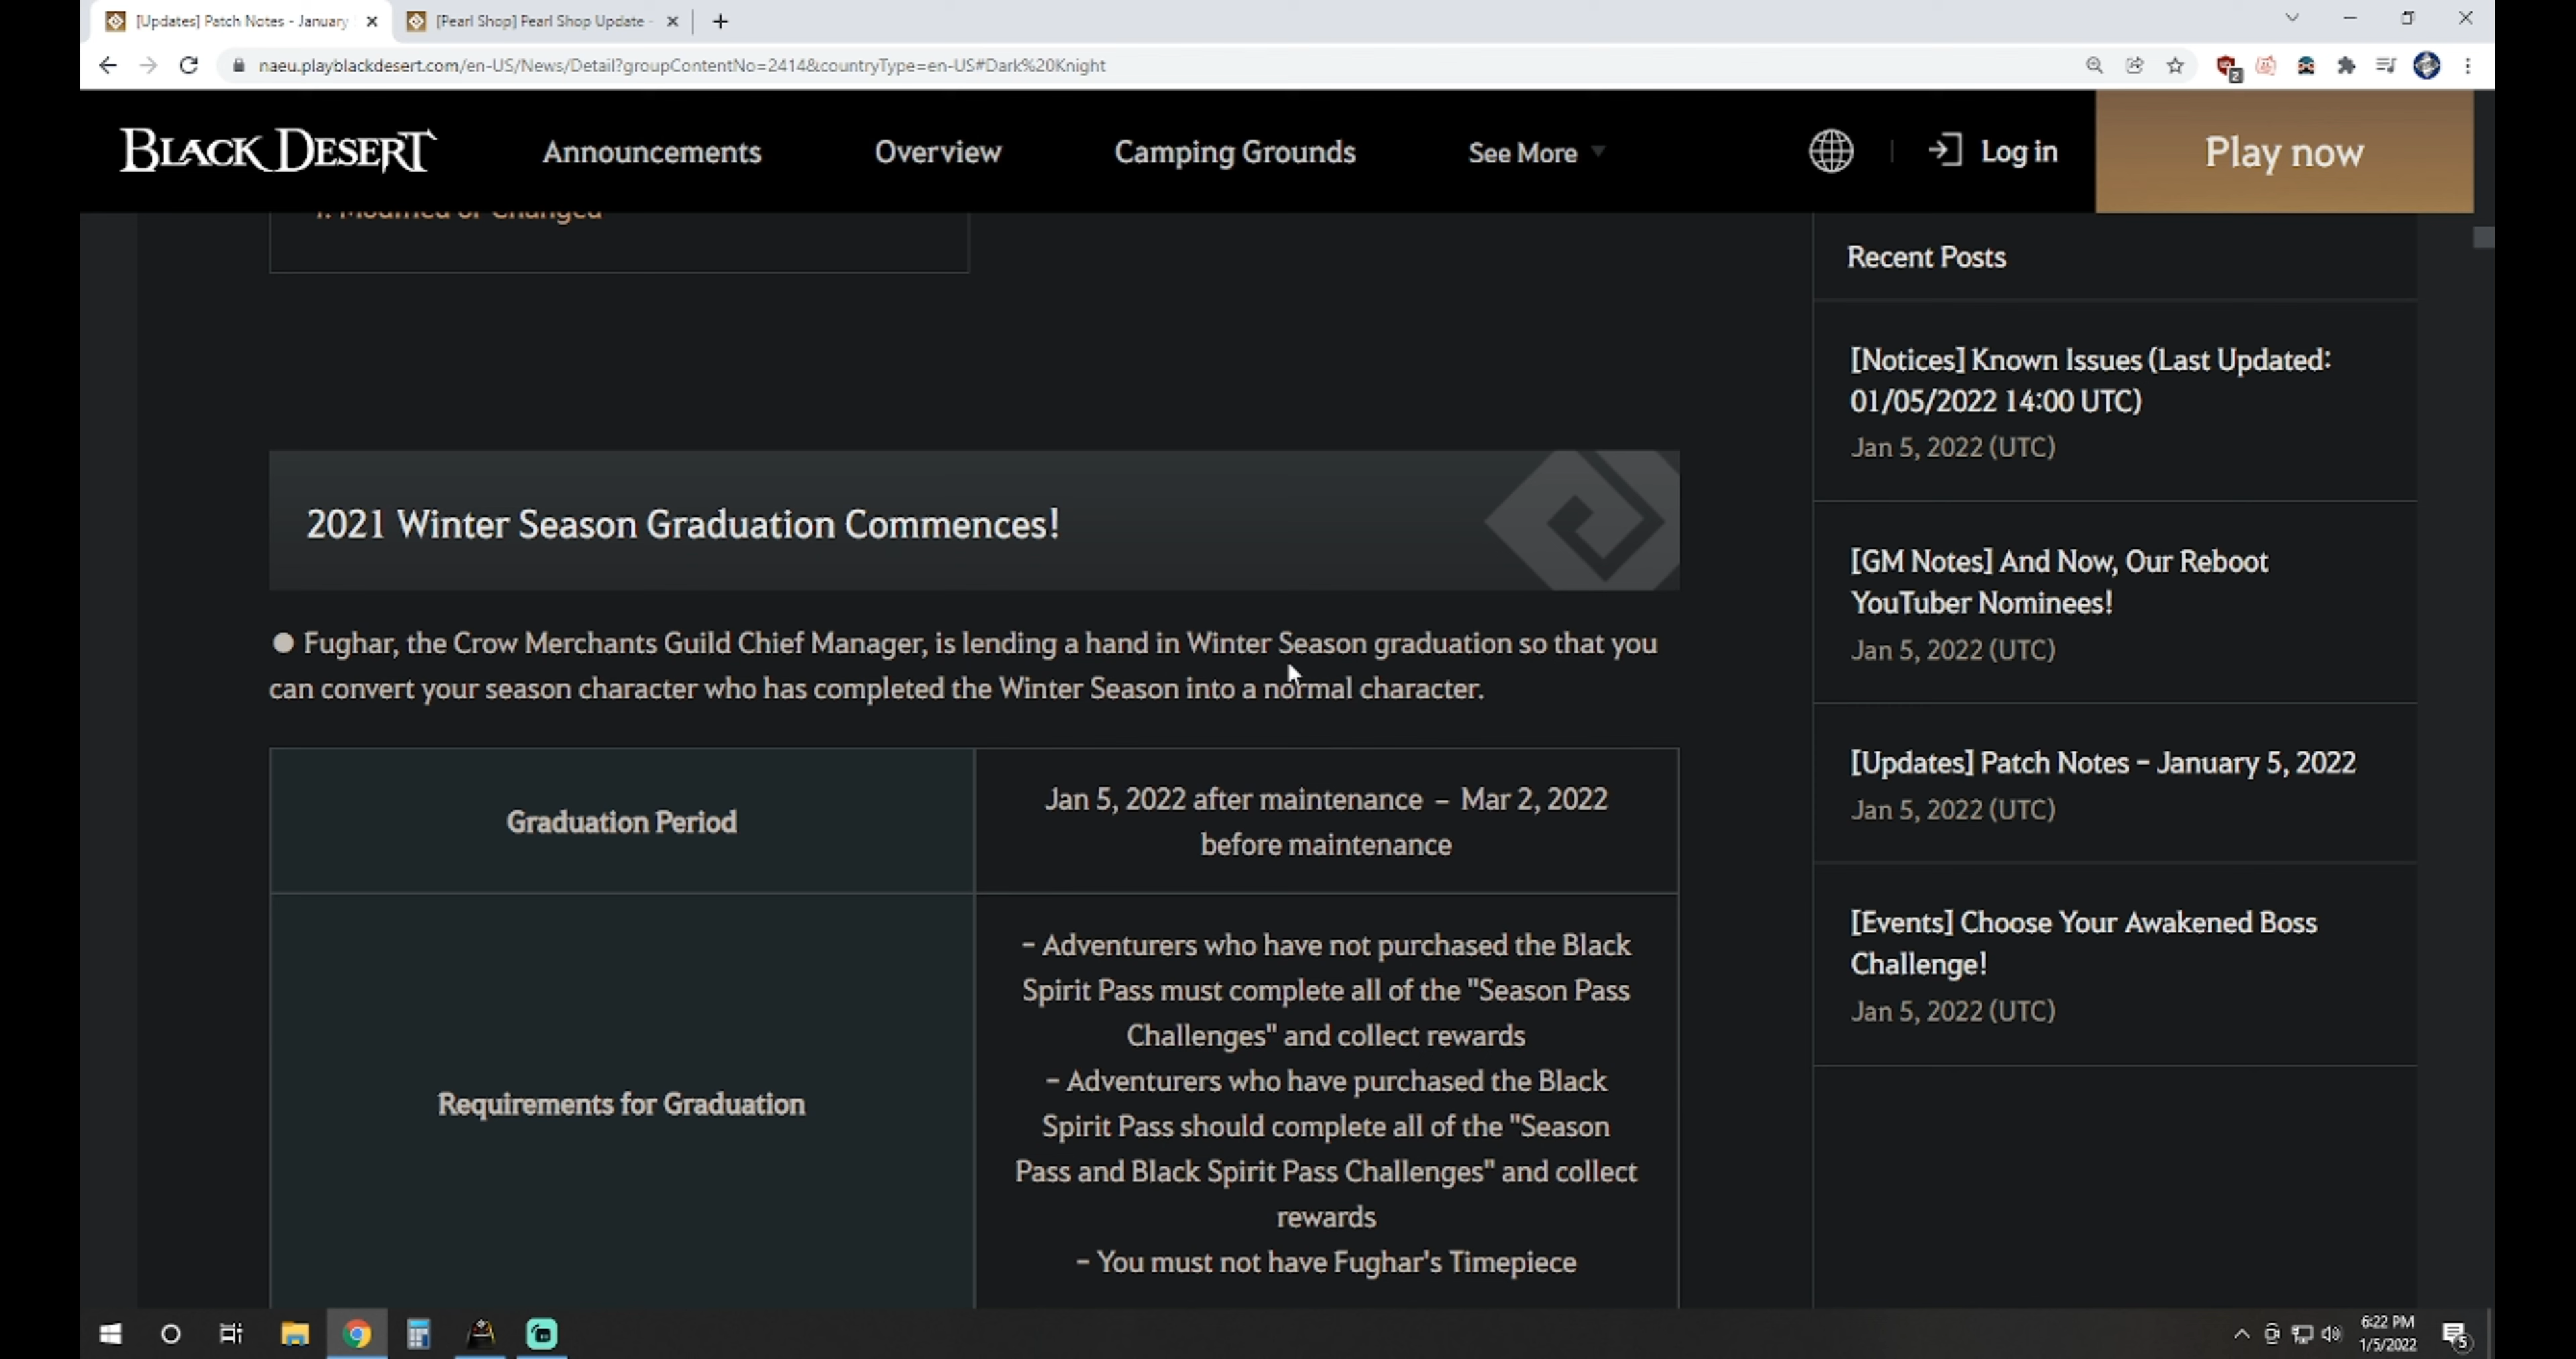 [Updates] Patch Notes - January
[Pearl Shop] Pearl Shop Update -
naeu.playblackdesert.com/en-US/News/Detail?groupContentNo=2414&countryType=en-US#Dark%20Knight
2
BLACK DESERT
Announcements
Overview
Camping Grounds
See More
Log in
Play now
1. Modified or Changed
2021 Winter Season Graduation Commences!
● Fughar, the Crow Merchants Guild Chief Manager, is lending a hand in Winter Season graduation so that you
can convert your season character who has completed the Winter Season into a normal character.
Graduation Period
Jan 5, 2022 after maintenance – Mar 2, 2022
before maintenance
Requirements for Graduation
- Adventurers who have not purchased the Black
Spirit Pass must complete all of the "Season Pass
Challenges" and collect rewards
- Adventurers who have purchased the Black
Spirit Pass should complete all of the "Season
Pass and Black Spirit Pass Challenges" and collect
rewards
- You must not have Fughar's Timepiece
Recent Posts
[Notices] Known Issues (Last Updated:
01/05/2022 14:00 UTC)
Jan 5, 2022 (UTC)
[GM Notes] And Now, Our Reboot
YouTuber Nominees!
Jan 5, 2022 (UTC)
[Updates] Patch Notes - January 5, 2022
Jan 5, 2022 (UTC)
[Events] Choose Your Awakened Boss
Challenge!
Jan 5, 2022 (UTC)
6:22 PM
1/5/2022
5